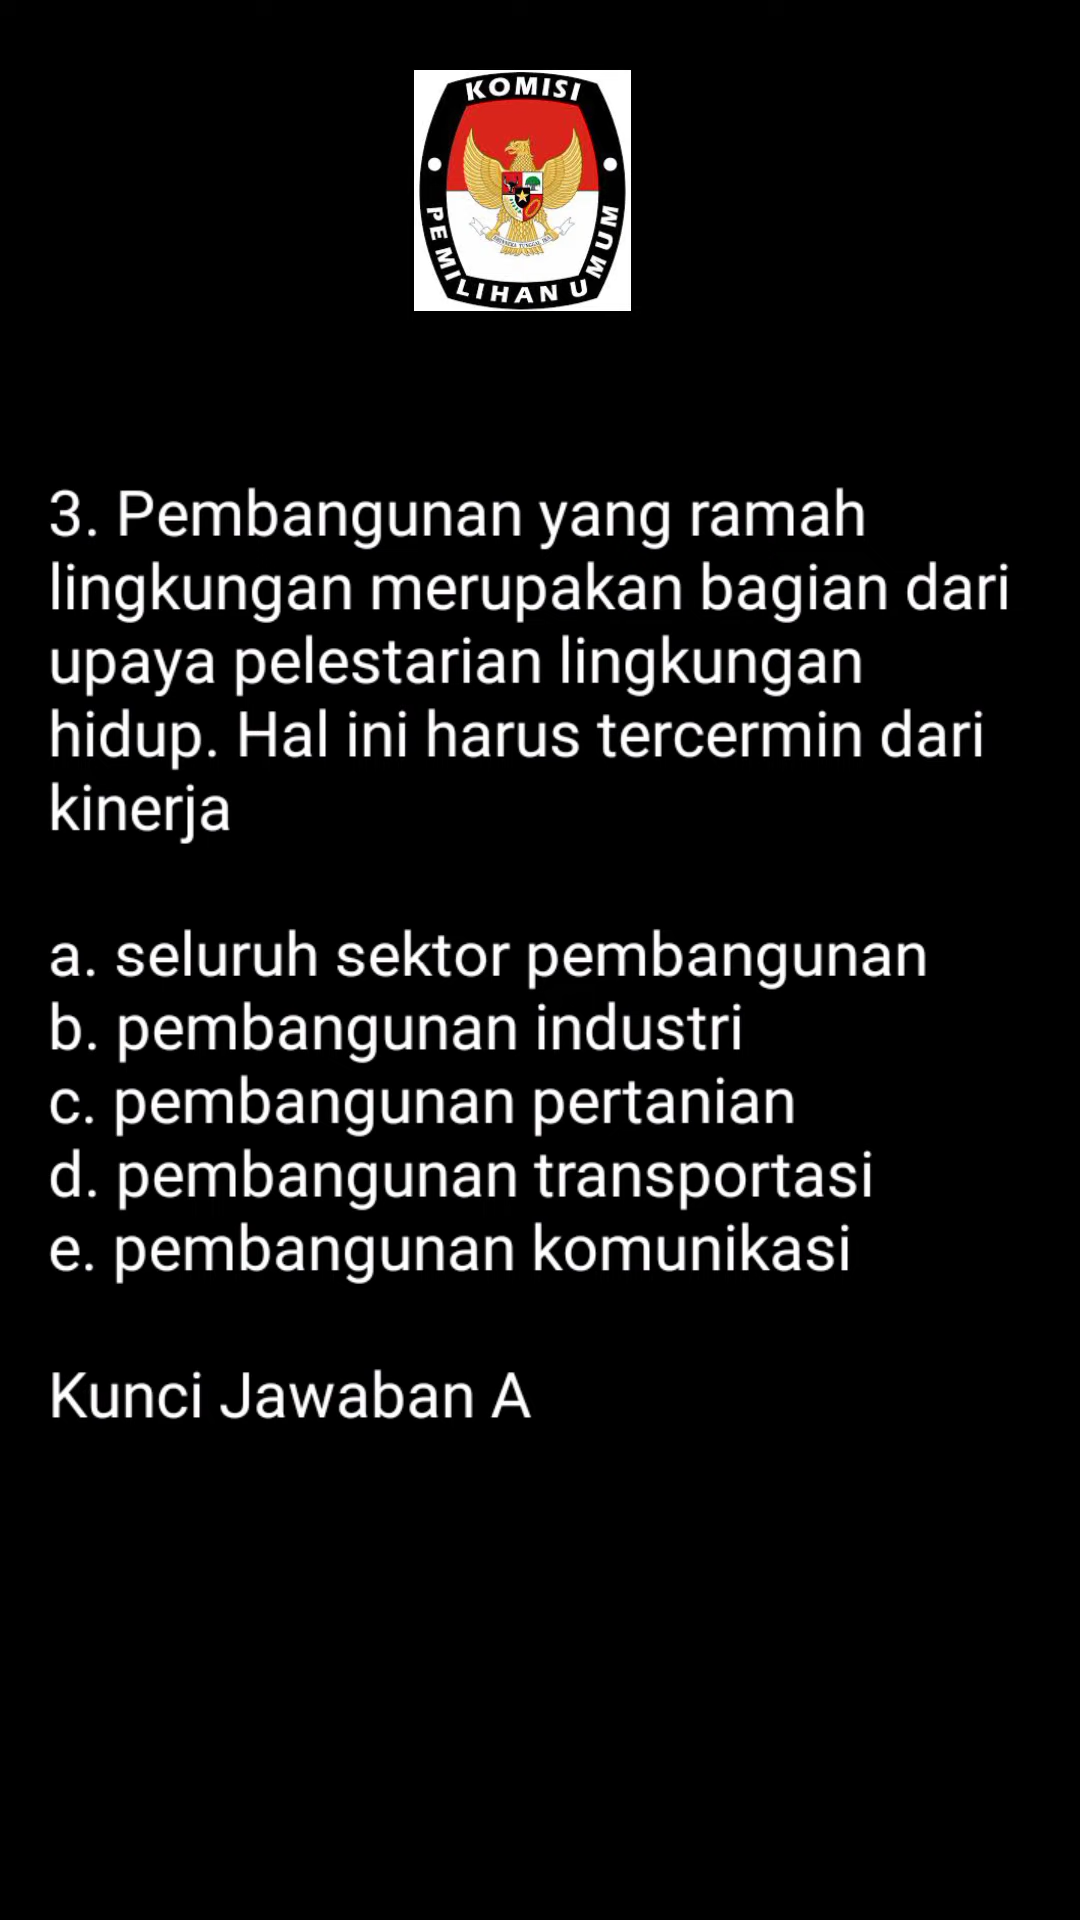 KOMISI
PEMILIHAN UMUM
3. Pembangunan yang ramah
lingkungan merupakan bagian dari
upaya pelestarian lingkungan
hidup. Hal ini harus tercermin dari
kinerja
a. seluruh sektor pembangunan
b. pembangunan industri
c. pembangunan pertanian
d. pembangunan transportasi
e. pembangunan komunikasi
Kunci Jawaban A